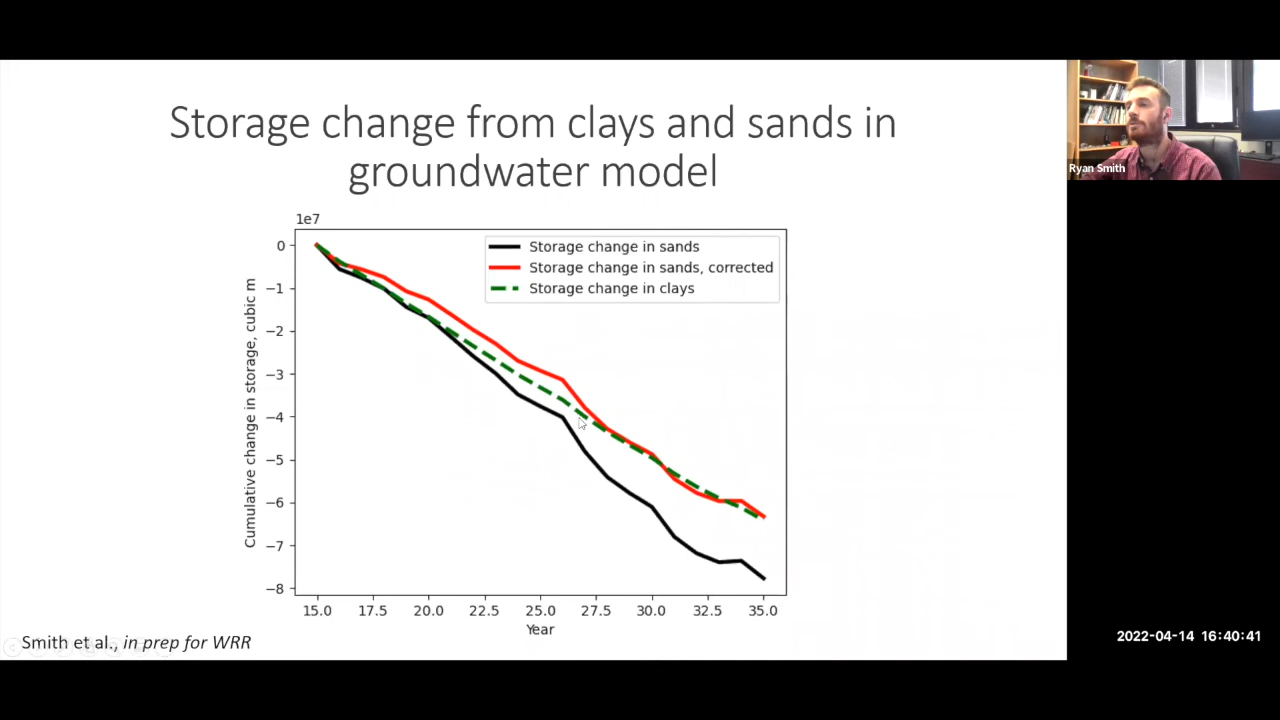 Storage change from clays and sands in
groundwater model
Ryan Smith
1e7
Storage change in sands
Storage change in sands, corrected
Storage change in clays
Cumulative change in storage, cubic m
0
−1
−2
−3
−4
−5
−6
−7
−8
15.0 17.5 20.0 22.5 25.0 27.5 30.0 32.5 35.0
Year
Smith et al., in prep for WRR
2022-04-14 16:40:41